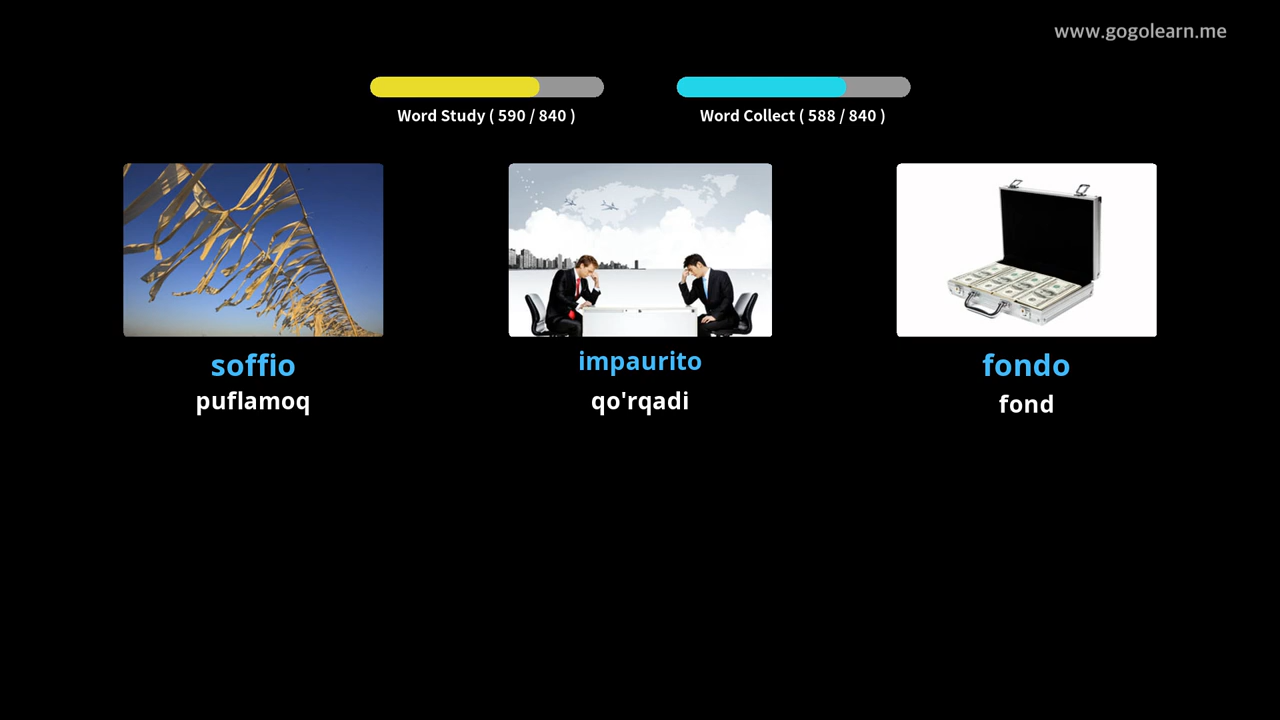 www.gogolearn.me
Word Study ( 590 / 840 )
Word Collect ( 588 / 840 )
soffio
puflamoq
impaurito
qo'rqadi
fondo
fond